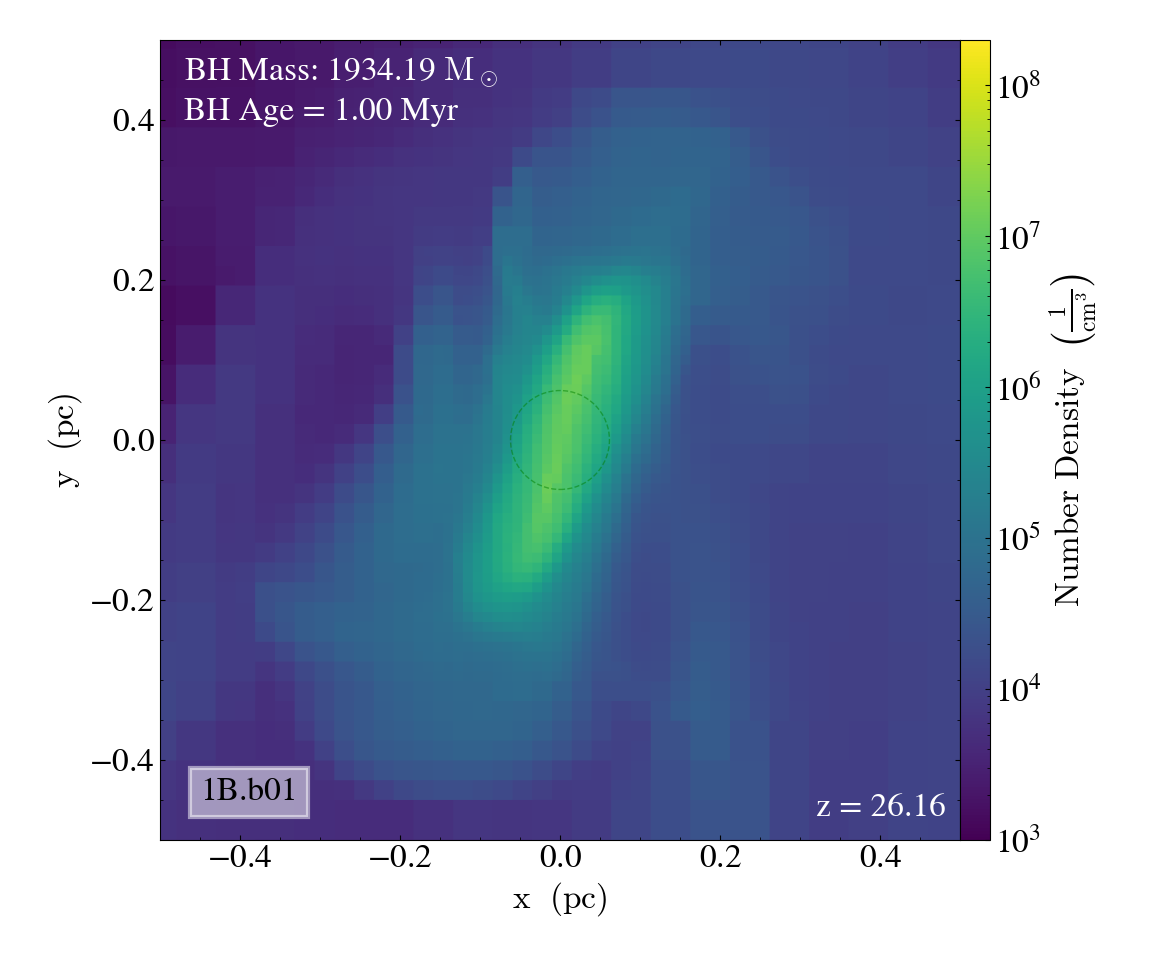 BH Mass: 1934.19 M⊙
BH Age = 1.00 Myr
0.4
0.2
0.0
−0.2
−0.4
y (pc)
1B.b01
z = 26.16
−0.4
−0.2
0.0
0.2
0.4
x (pc)
10⁸
10⁷
10⁶
10⁵
10⁴
10³
Number Density (1/cm³)